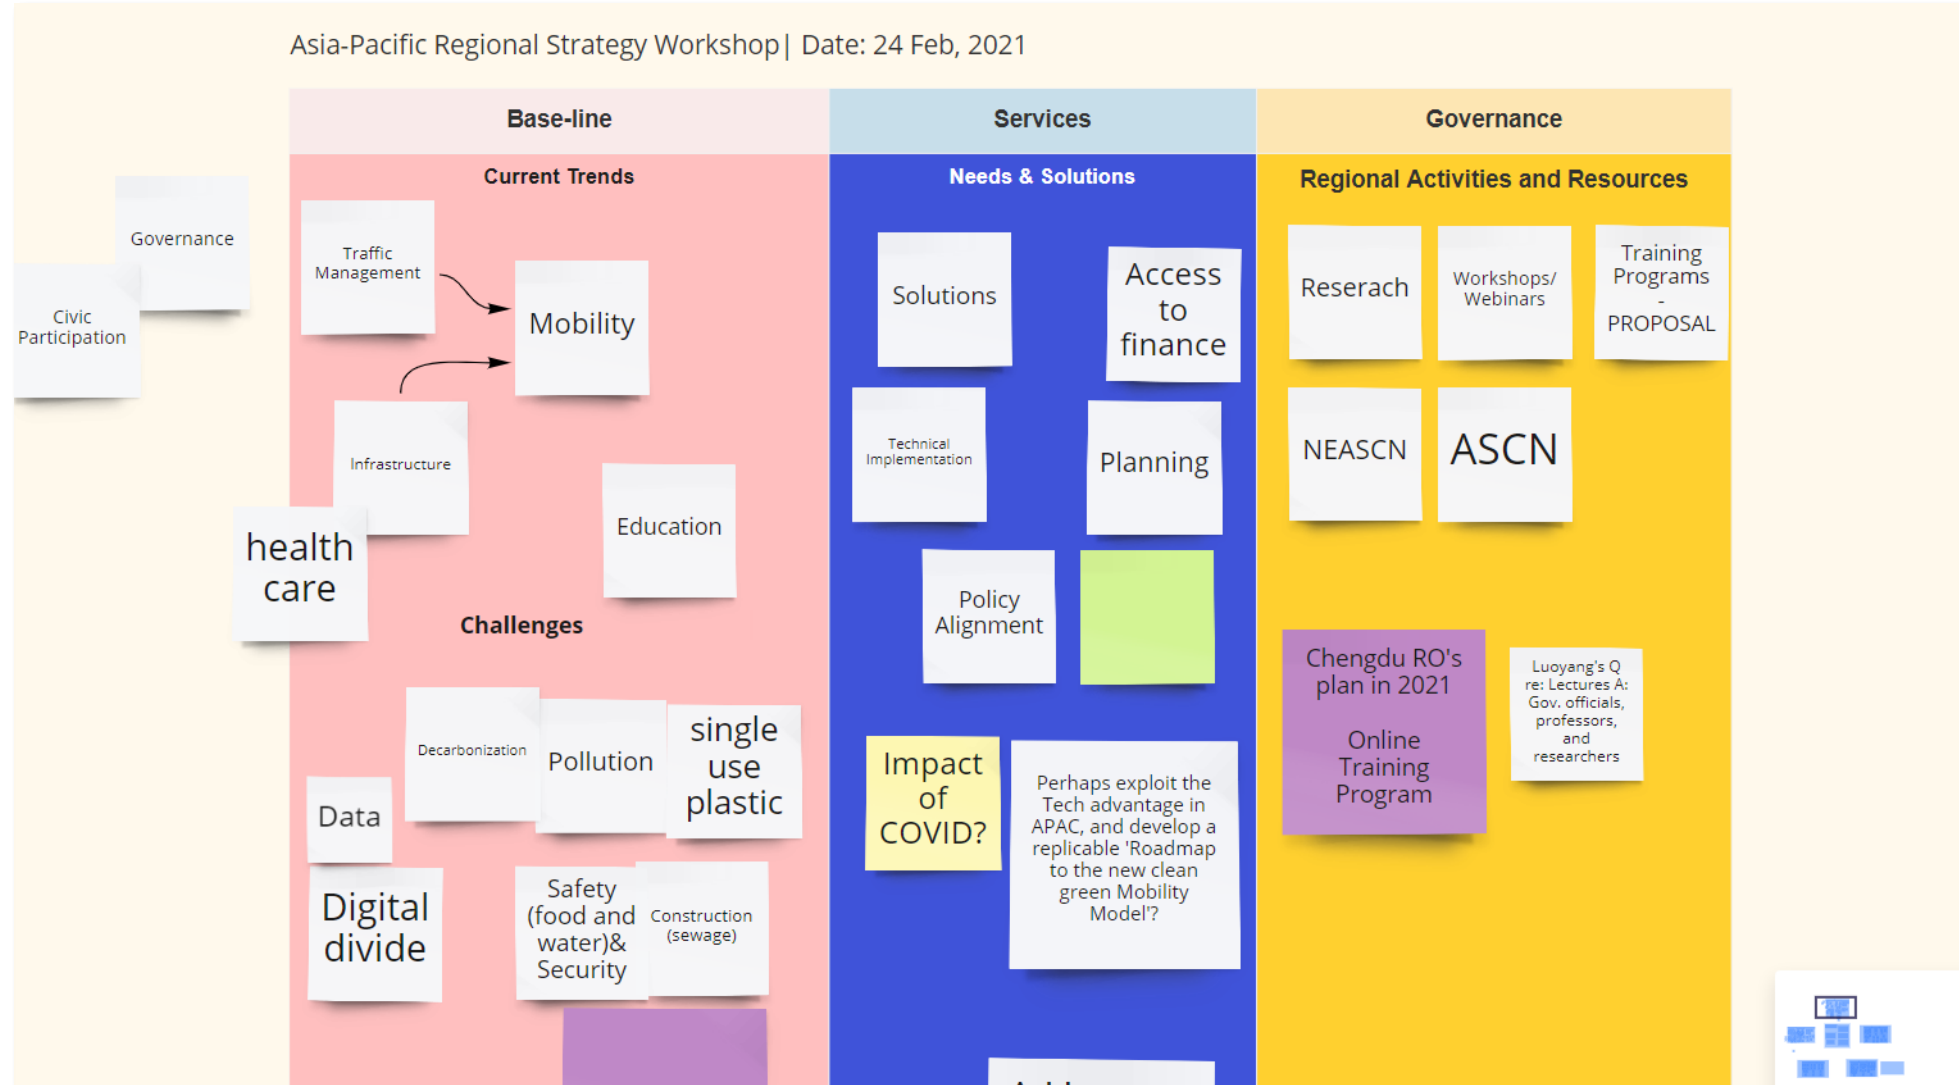 Asia-Pacific Regional Strategy Workshop| Date: 24 Feb, 2021
Base-line
Services
Governance
Current Trends
Needs & Solutions
Regional Activities and Resources
Governance
Civic
Participation
Traffic
Management
Mobility
Infrastructure
health
care
Education
Challenges
Decarbonization
Pollution
single
use
plastic
Data
Digital
divide
Safety
(food and
water)&
Security
Construction
(sewage)
Solutions
Access
to
finance
Technical
Implementation
Planning
Policy
Alignment
Impact
of
COVID?
Perhaps exploit the
Tech advantage in
APAC, and develop a
replicable 'Roadmap
to the new clean
green Mobility
Model'?
Reserach
Workshops/
Webinars
Training
Programs
-
PROPOSAL
NEASCN
ASCN
Chengdu RO's
plan in 2021
Online
Training
Program
Luoyang's Q
re: Lectures A:
Gov. officials,
professors,
and
researchers